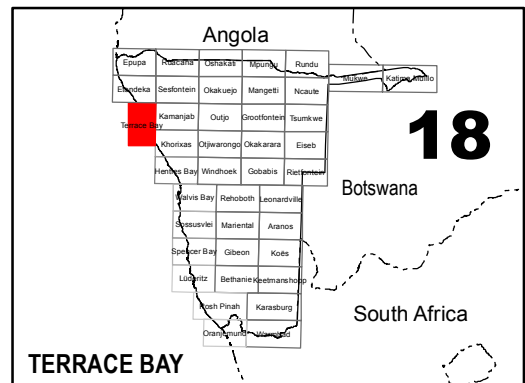 Angola
Epupa Ruacana Oshakati Mpungu Rundu
Mukwe Katima Mulilo
Etendeka Sesfontein Okakuejo Mangetti Ncaute
Terrace Bay Kamanjab Outjo Grootfontein Tsumkwe
18
Khorixas Otjiwarongo Okakarara Eiseb
Henties Bay Windhoek Gobabis Rietfontein
Botswana
Walvis Bay Rehoboth Leonardville
Sossusvlei Mariental Aranos
Spencer Bay Gibeon Koës
Lüderitz Bethanie Keetmanshoop
Rosh Pinah Karasburg
South Africa
Oranjemund Warmbad
TERRACE BAY